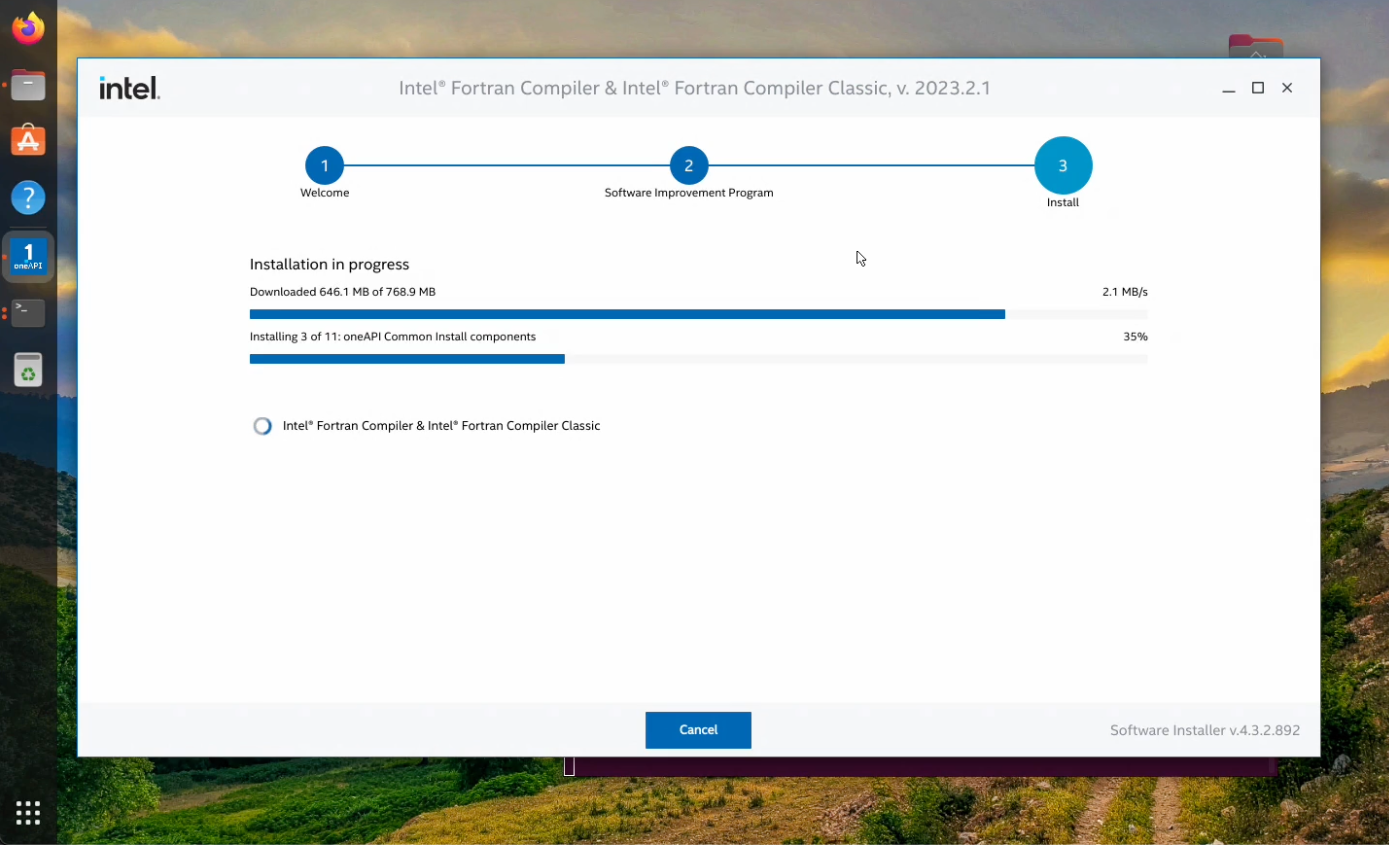 intel.
Intel® Fortran Compiler & Intel® Fortran Compiler Classic, v. 2023.2.1
1
2
3
Welcome
Software Improvement Program
Install
?
1
oneAPI
>_
Installation in progress
Downloaded 646.1 MB of 768.9 MB
2.1 MB/s
Installing 3 of 11: oneAPI Common Install components
35%
Intel® Fortran Compiler & Intel® Fortran Compiler Classic
Cancel
Software Installer v.4.3.2.892